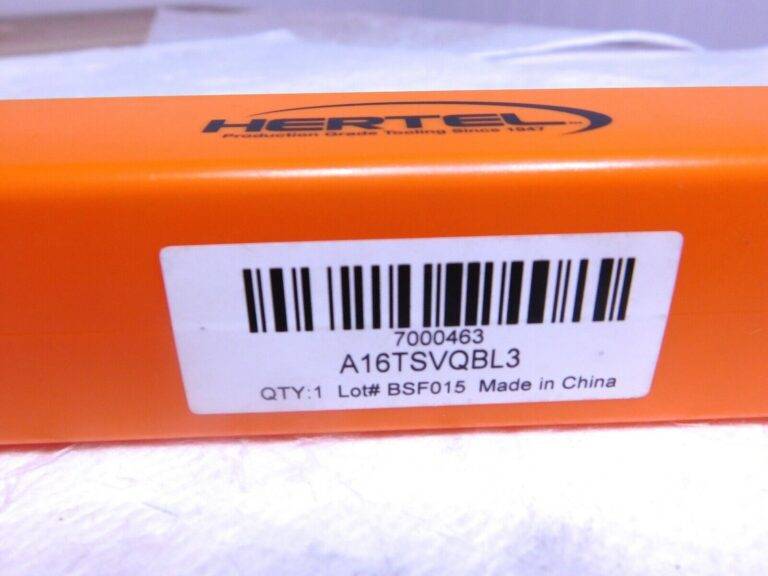 HERTEL
Production Grade Tooling Since 1947
7000463
A16TSVQBL3
QTY:1 Lot# BSF015 Made in China